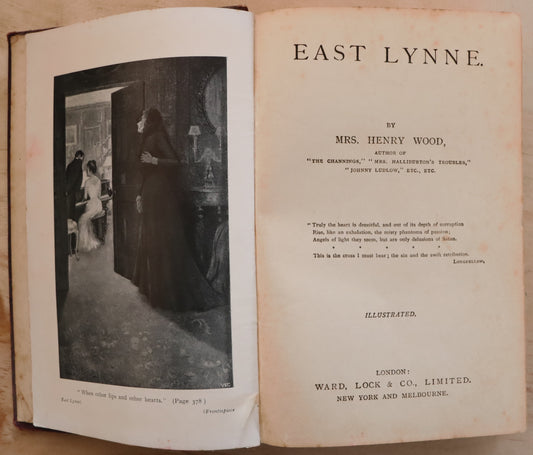 "When other lips and other hearts." (Page 378)
East Lynne] [Frontispiece
EAST LYNNE.
BY
MRS. HENRY WOOD,
AUTHOR OF
"THE CHANNINGS," "MRS. HALLIBURTON'S TROUBLES,"
"JOHNNY LUDLOW," ETC., ETC.
"Truly the heart is deceitful, and out of its depth of corruption
Rise, like an exhalation, the misty phantoms of passion;
Angels of light they seem, but are only delusions of Satan.
* * * * *
This is the cross I must bear; the sin and the swift retribution.
LONGFELLOW.
ILLUSTRATED.
LONDON:
WARD, LOCK & CO., LIMITED.
NEW YORK AND MELBOURNE.